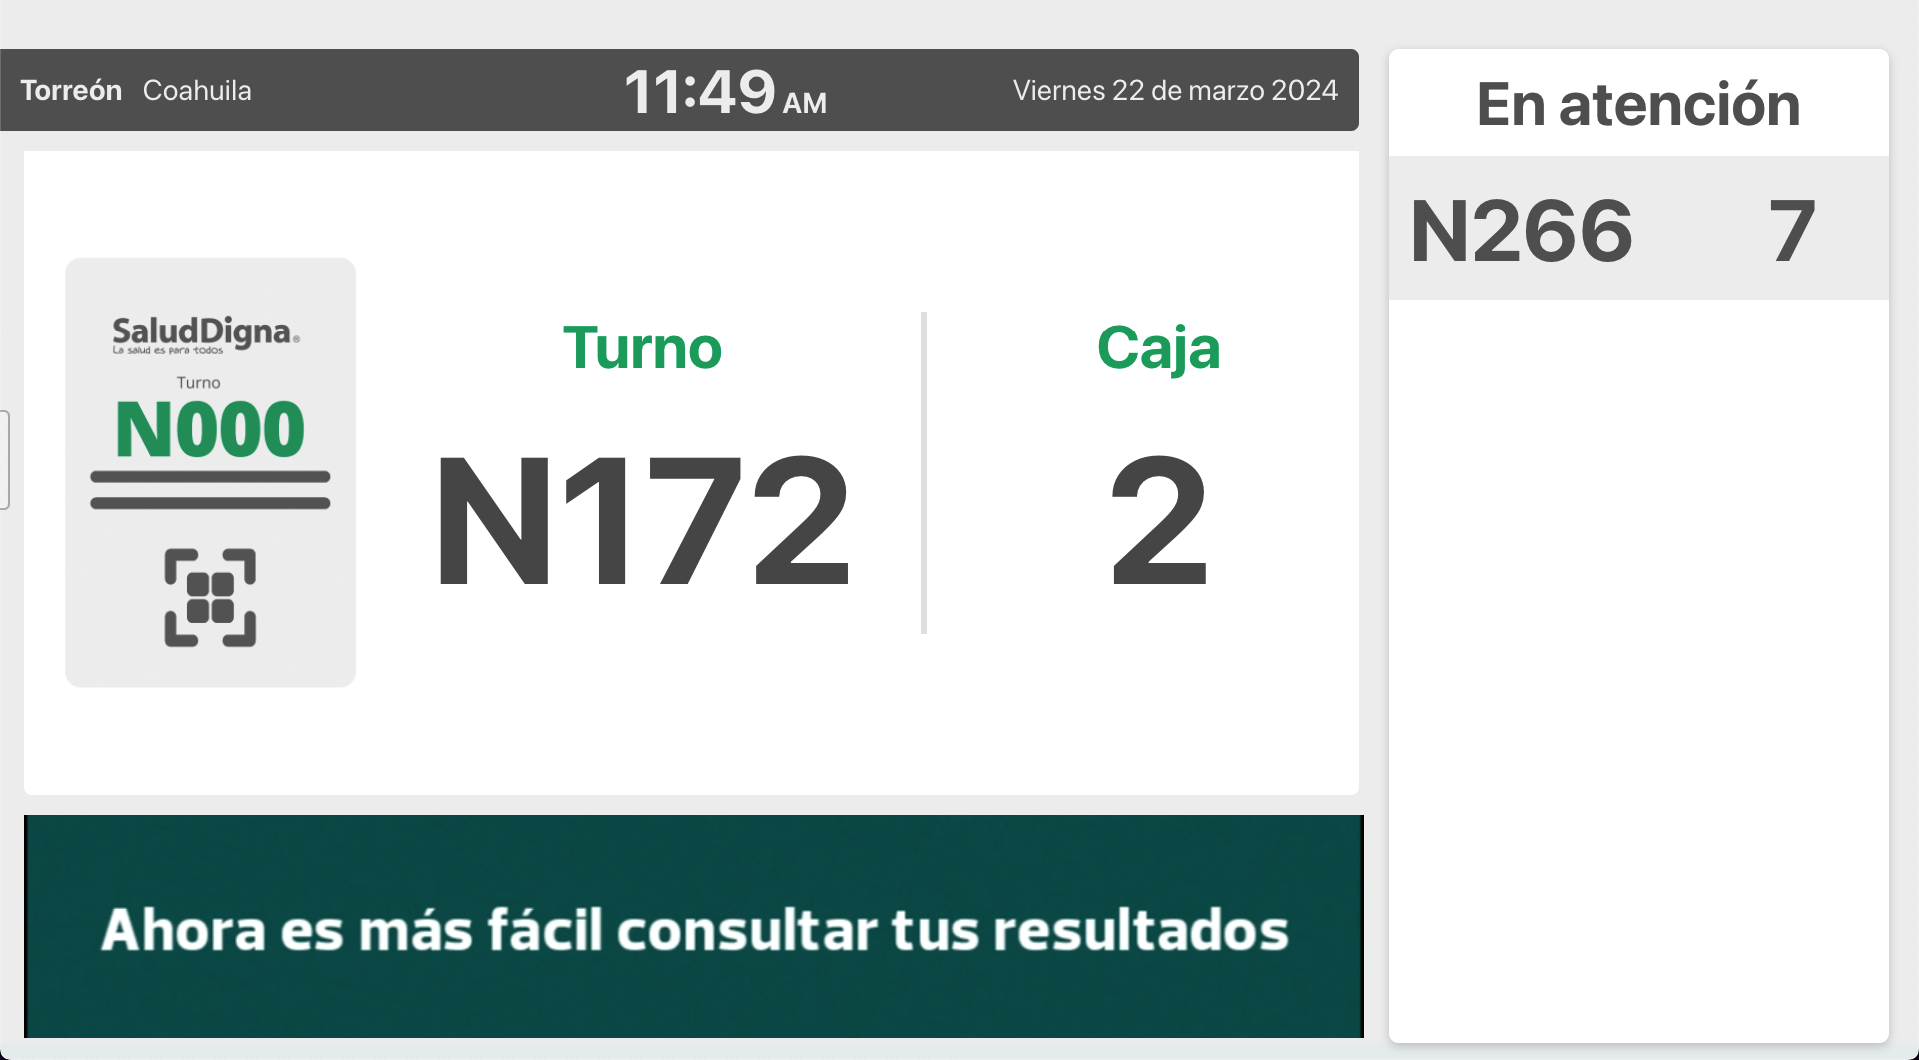 Torreón Coahuila 11:49 AM Viernes 22 de marzo 2024
SaludDigna®
La salud es para todos
Turno
N000
Turno
N172
Caja
2
Ahora es más fácil consultar tus resultados
En atención
N266 7